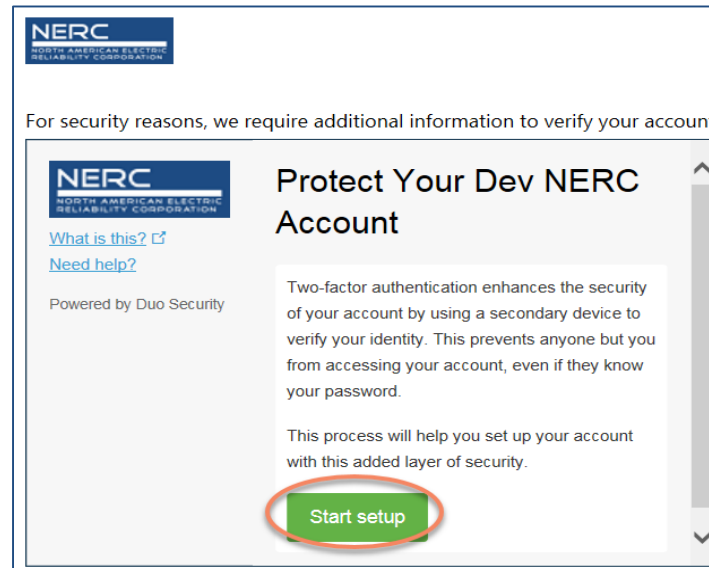 NERC
NORTH AMERICAN ELECTRIC
RELIABILITY CORPORATION
For security reasons, we require additional information to verify your account
NERC
NORTH AMERICAN ELECTRIC
RELIABILITY CORPORATION
What is this?
Need help?
Powered by Duo Security
Protect Your Dev NERC
Account
Two-factor authentication enhances the security
of your account by using a secondary device to
verify your identity. This prevents anyone but you
from accessing your account, even if they know
your password.
This process will help you set up your account
with this added layer of security.
Start setup